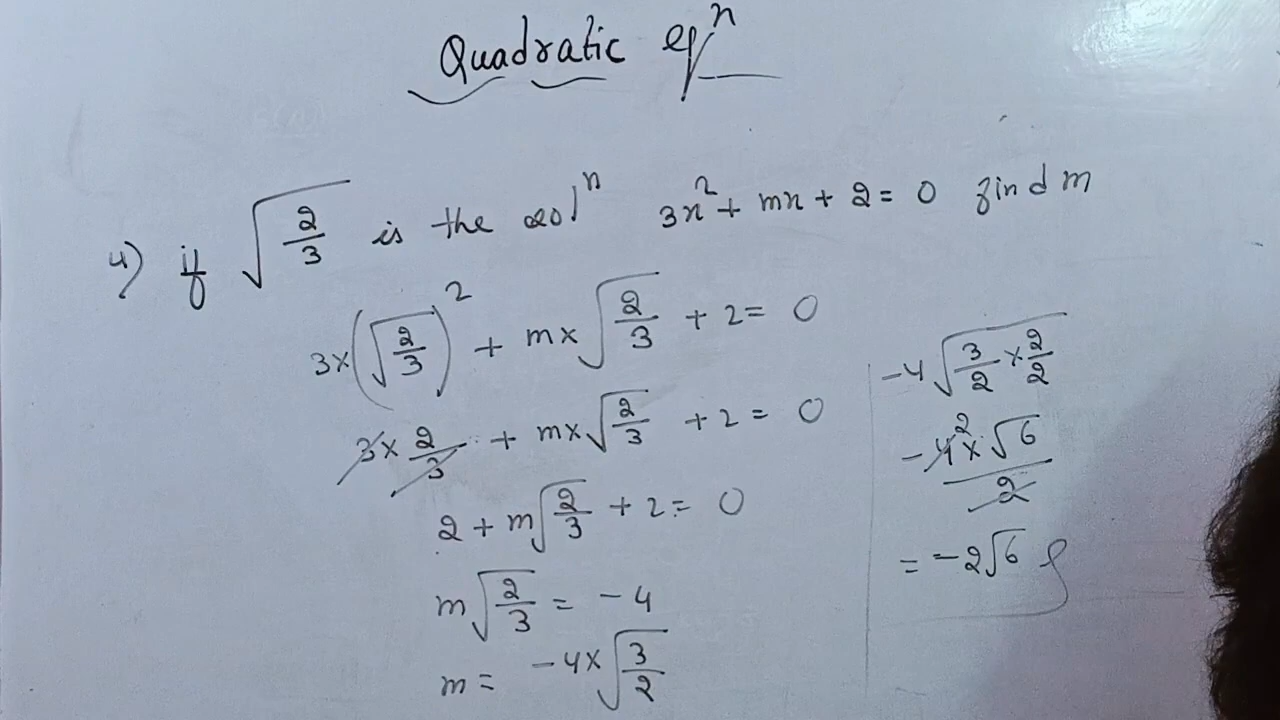 Quadratic eqⁿ
4) if √(2/3) is the solⁿ 3x² + mx + 2 = 0 find m
3×(√(2/3))² + m×√(2/3) + 2 = 0
3×2/3 + m×√(2/3) + 2 = 0
2 + m√(2/3) + 2 = 0
m√(2/3) = -4
m = -4×√(3/2)
-4√(3/2 × 2/2)
-4² × √6 / 2
= -2√6